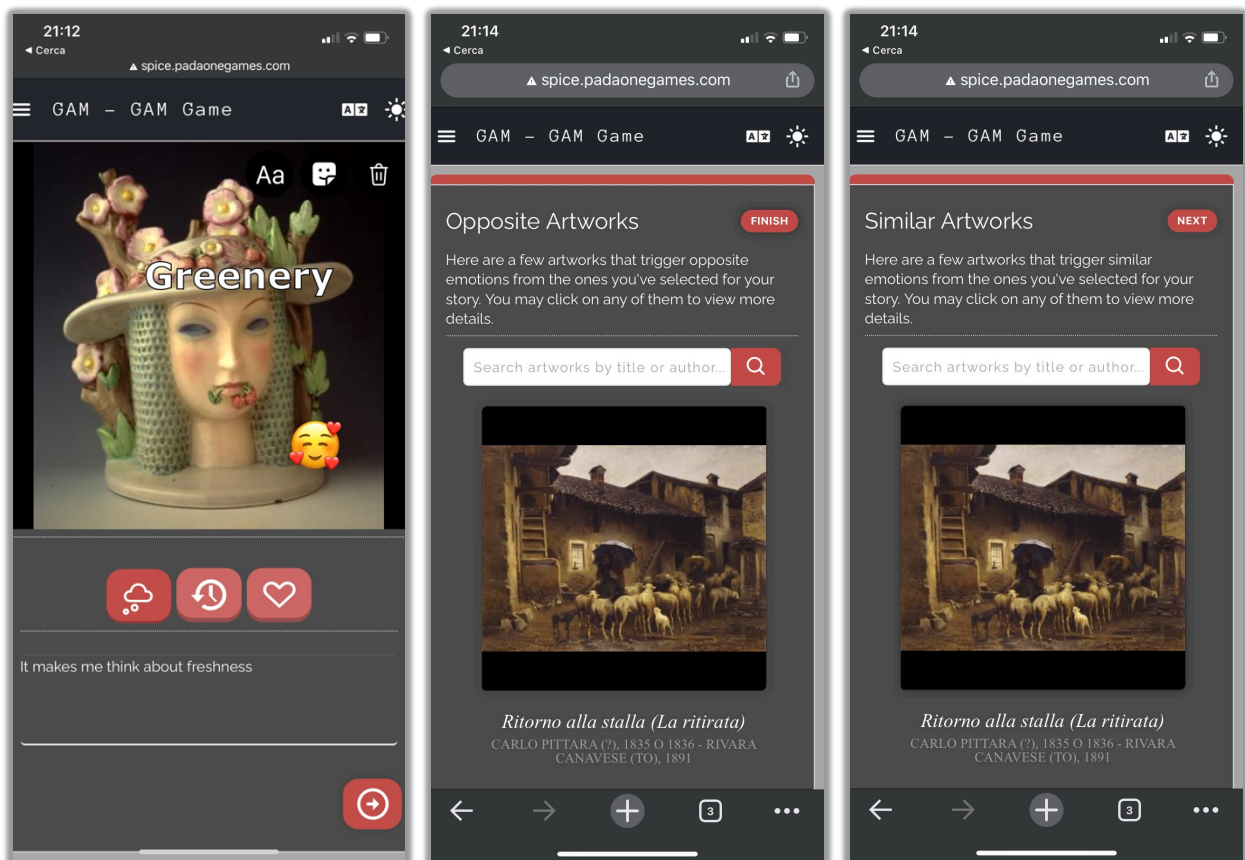 21:12
◀ Cerca
▲ spice.padaonegames.com
GAM – GAM Game
Aa
Greenery
It makes me think about freshness
21:14
◀ Cerca
▲ spice.padaonegames.com
GAM – GAM Game
Opposite Artworks
FINISH
Here are a few artworks that trigger opposite
emotions from the ones you've selected for your
story. You may click on any of them to view more
details.
Search artworks by title or author...
Ritorno alla stalla (La ritirata)
CARLO PITTARA (?), 1835 O 1836 - RIVARA
CANAVESE (TO), 1891
3
21:14
◀ Cerca
▲ spice.padaonegames.com
GAM – GAM Game
Similar Artworks
NEXT
Here are a few artworks that trigger similar
emotions from the ones you've selected for your
story. You may click on any of them to view more
details.
Search artworks by title or author...
Ritorno alla stalla (La ritirata)
CARLO PITTARA (?), 1835 O 1836 - RIVARA
CANAVESE (TO), 1891
3